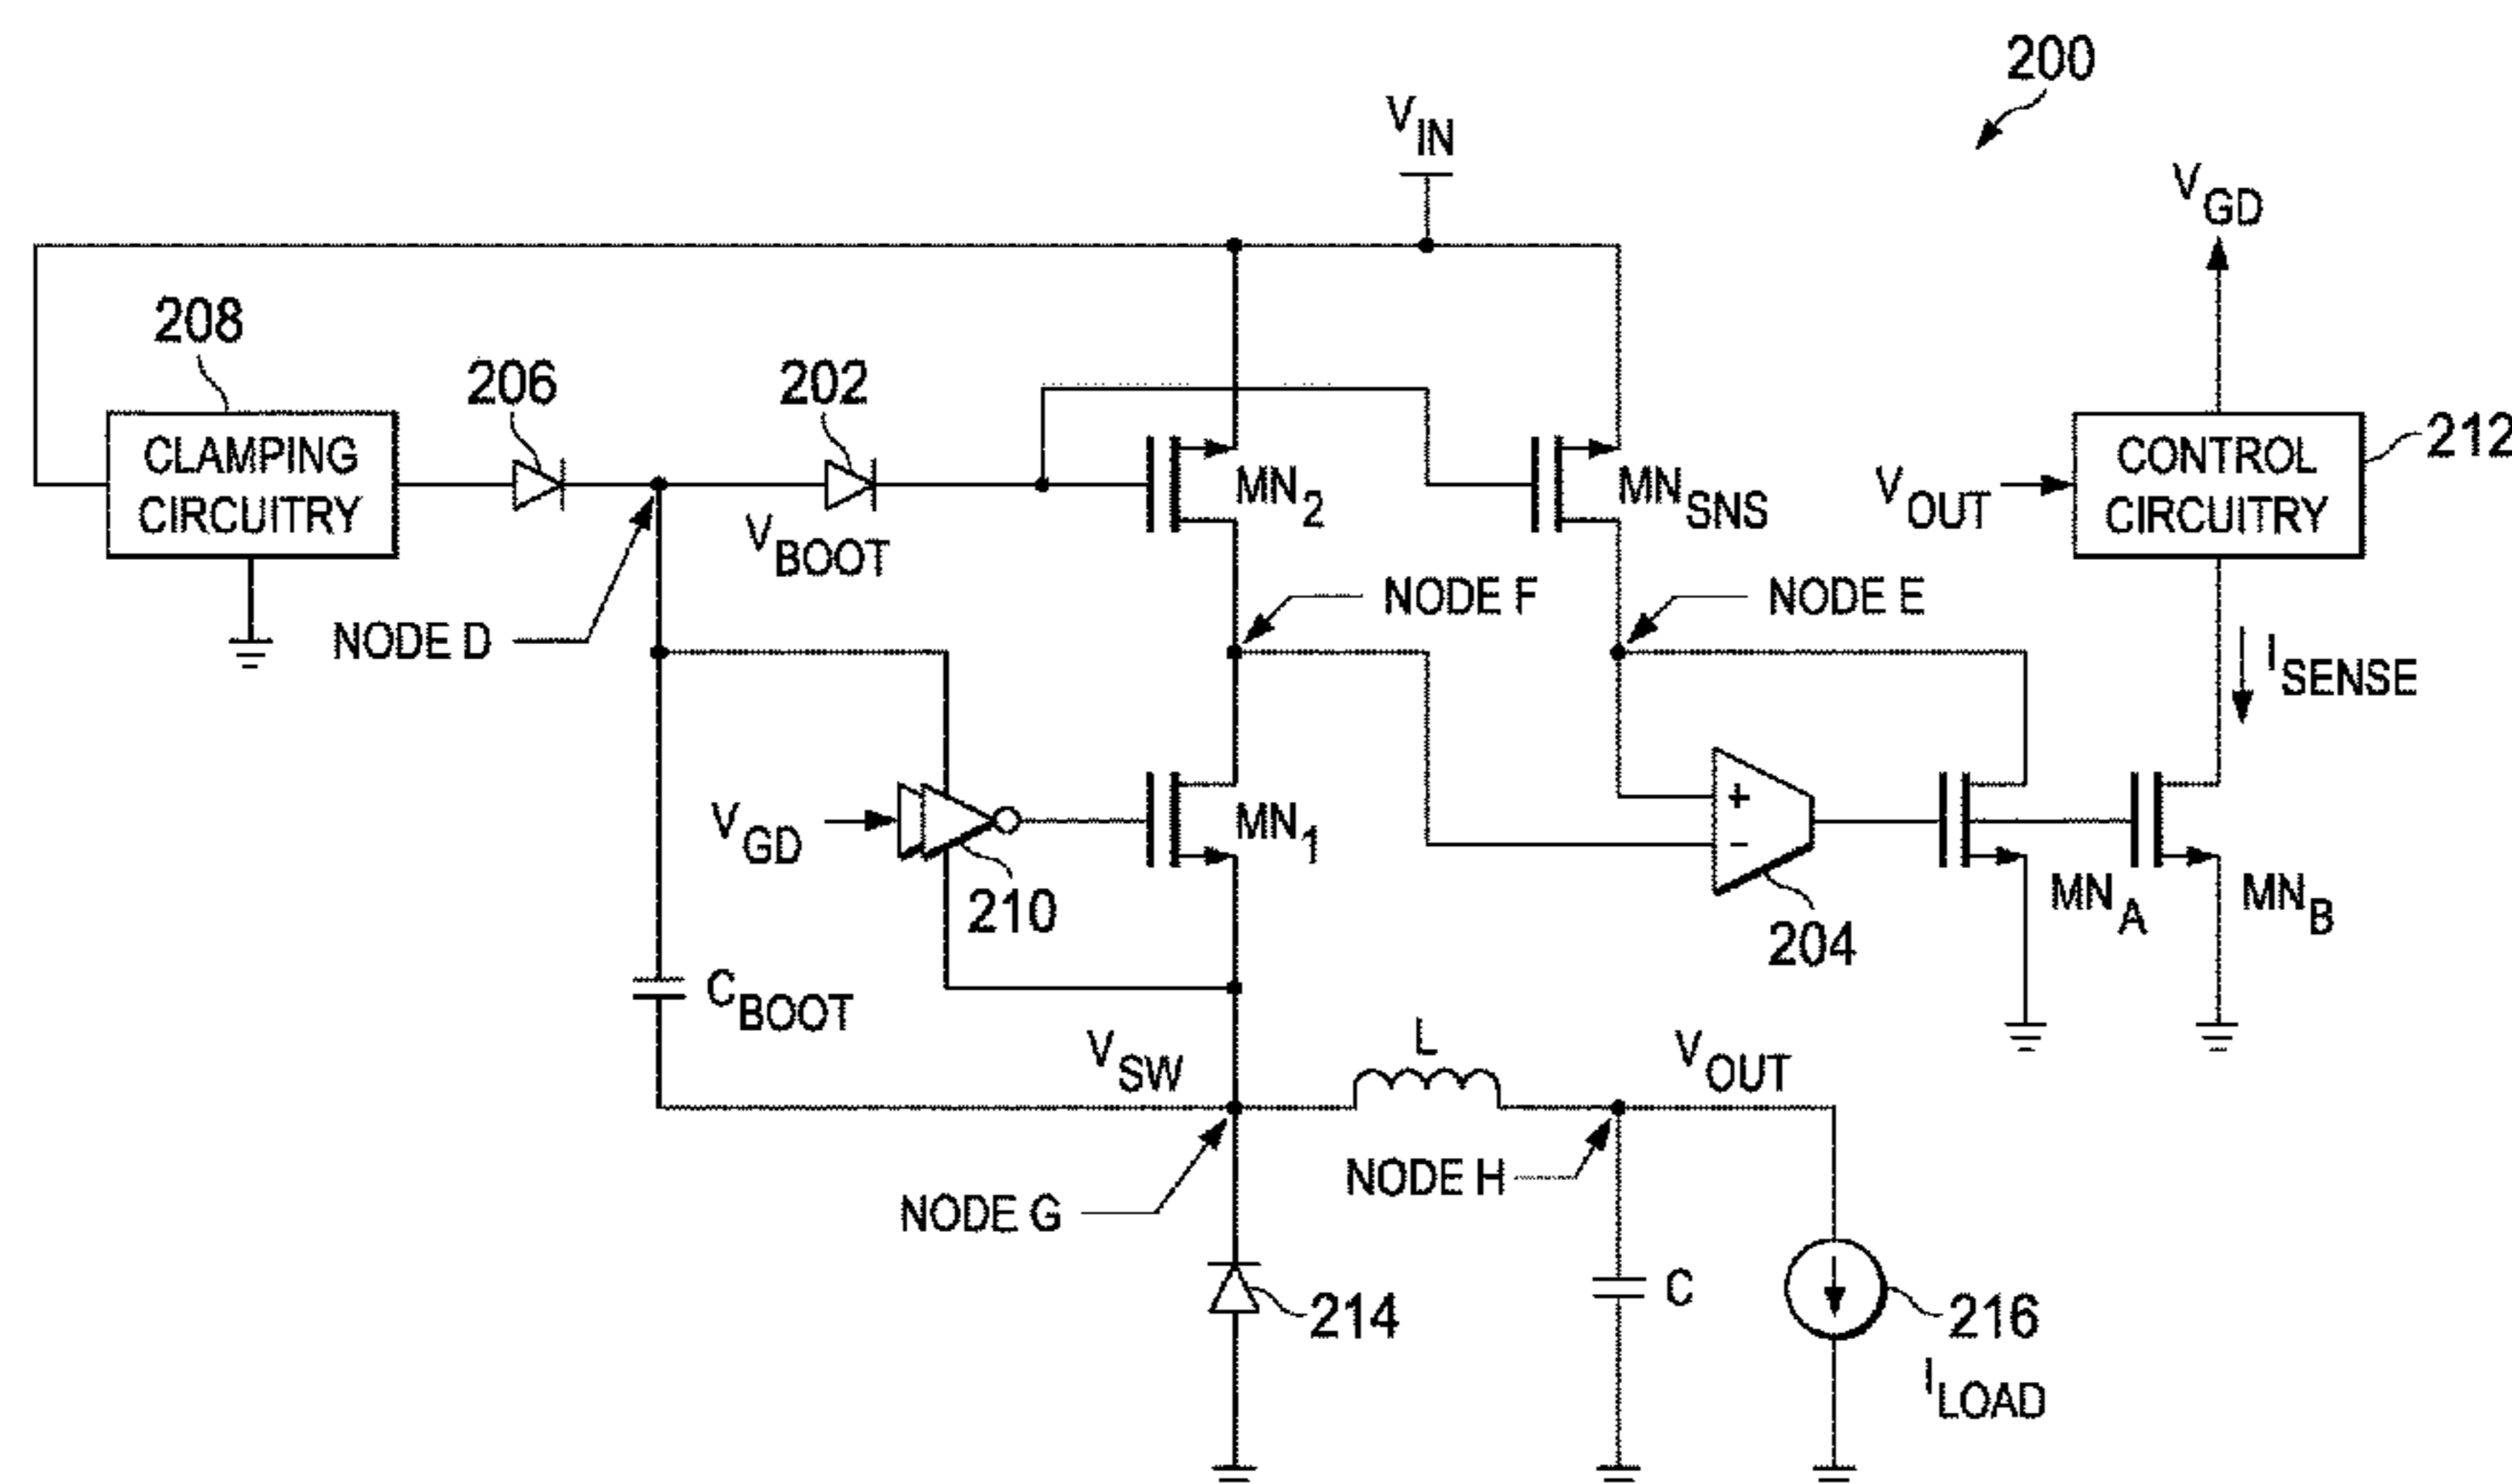 200
V_IN
V_GD
208
206
202
CLAMPING
CIRCUITRY
MN_2
MN_SNS
V_OUT
CONTROL
CIRCUITRY
212
V_BOOT
NODE D
NODE F
NODE E
I_SENSE
V_GD
210
MN_1
+
−
204
MN_A
MN_B
C_BOOT
V_SW
L
V_OUT
NODE G
NODE H
214
C
216
I_LOAD